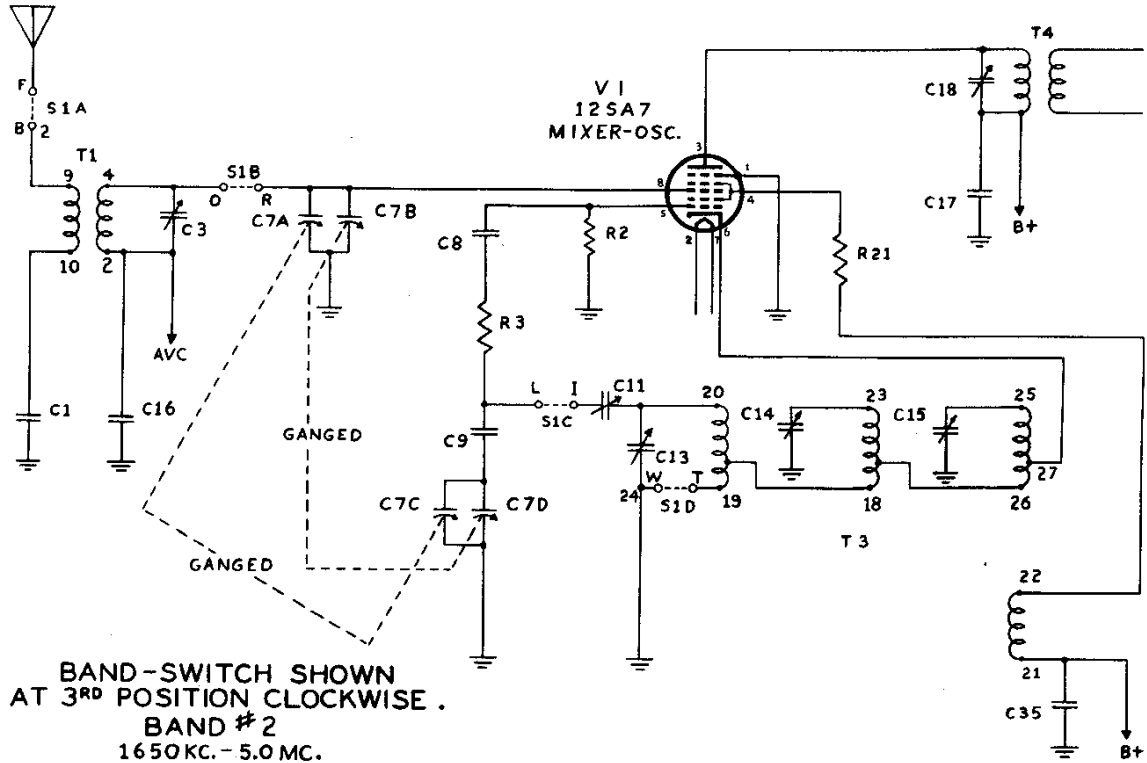 T4
F
S1A
B 2
V1
12SA7
MIXER-OSC.
C18
T1
9 4
S1B
O R
C3
C7A C7B
3
8 1
5 4
2 7 6
C17
B+
10 2
C8
R2
R21
AVC
R3
C1 C16
L I C11
S1C
20 23 25
C14 C15
GANGED
C9
C13
W T
24 S1D 19 18 26
27
C7C C7D
T3
GANGED
22
21
C35
B+
BAND-SWITCH SHOWN
AT 3RD POSITION CLOCKWISE.
BAND #2
1650KC.-5.0MC.